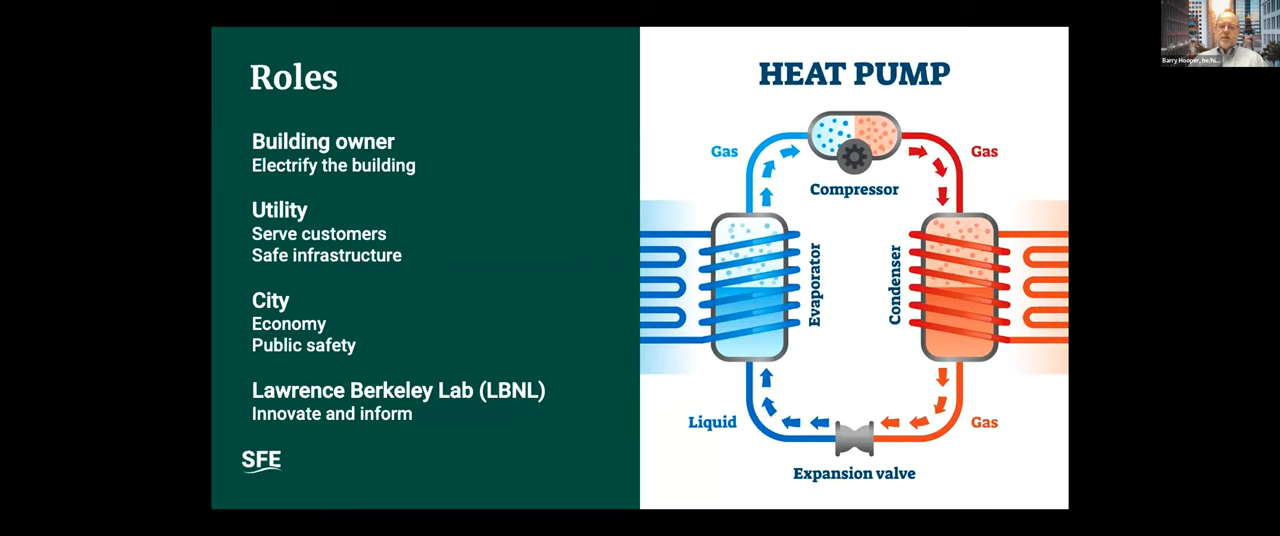 Roles
Building owner
Electrify the building
Utility
Serve customers
Safe infrastructure
City
Economy
Public safety
Lawrence Berkeley Lab (LBNL)
Innovate and inform
SFE
HEAT PUMP
Gas
Gas
Compressor
Evaporator
Condenser
Liquid
Gas
Expansion valve
Barry Hooper, he/hi...